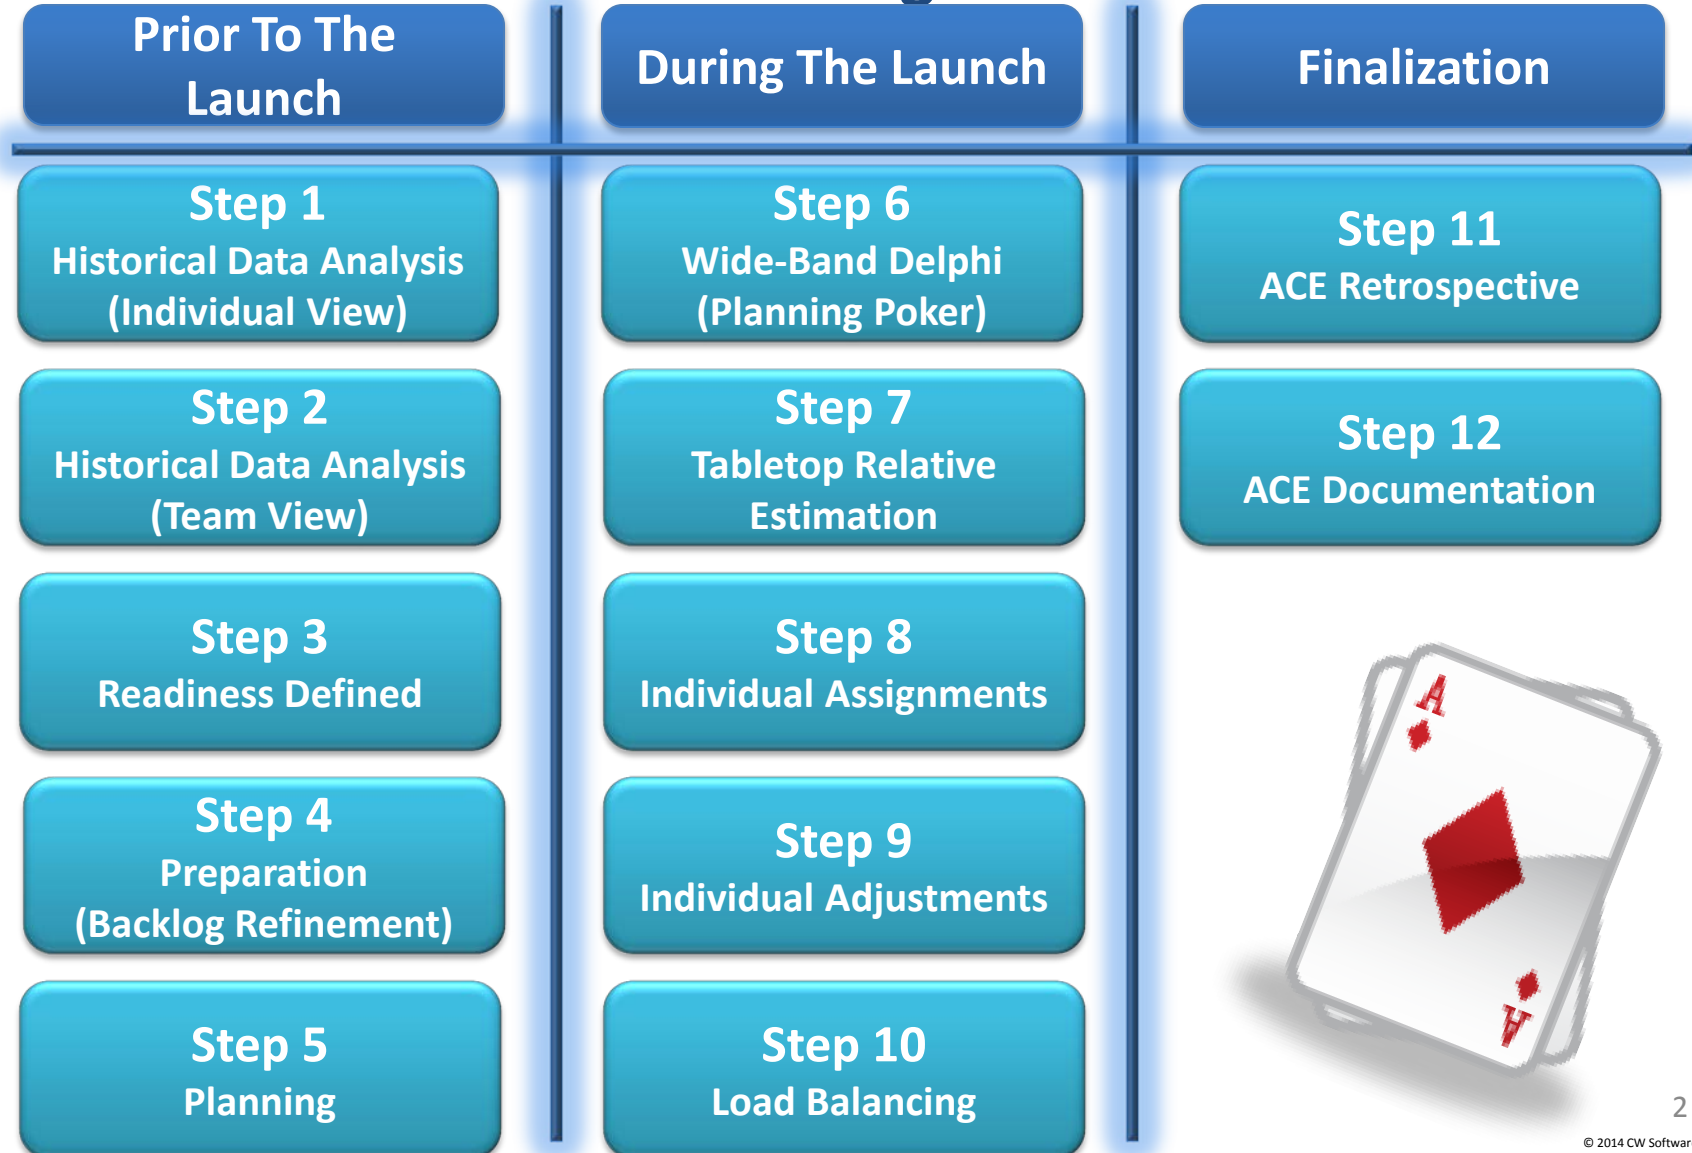 Prior To The
Launch
During The Launch
Finalization
Step 1
Historical Data Analysis
(Individual View)
Step 2
Historical Data Analysis
(Team View)
Step 3
Readiness Defined
Step 4
Preparation
(Backlog Refinement)
Step 5
Planning
Step 6
Wide-Band Delphi
(Planning Poker)
Step 7
Tabletop Relative
Estimation
Step 8
Individual Assignments
Step 9
Individual Adjustments
Step 10
Load Balancing
Step 11
ACE Retrospective
Step 12
ACE Documentation
A
A
2
© 2014 CW Softwar